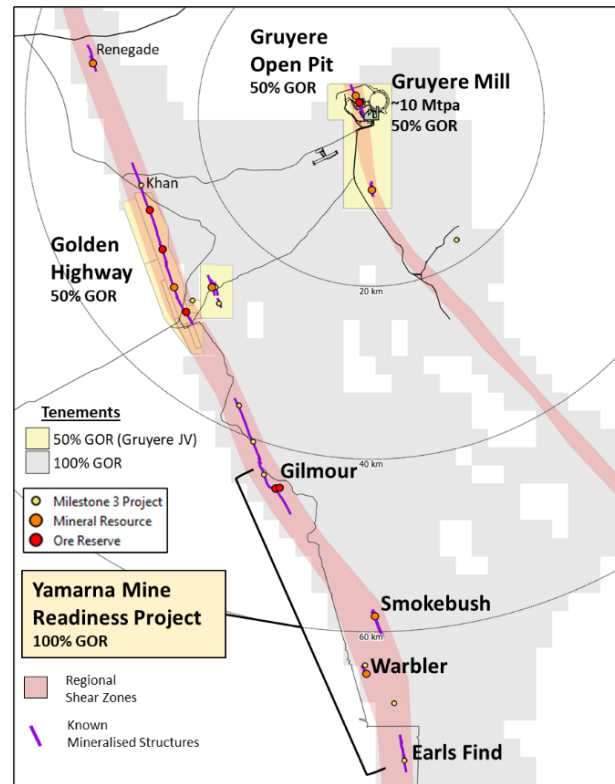 Renegade
Gruyere
Open Pit
50% GOR
Gruyere Mill
~10 Mtpa
50% GOR
Khan
Golden
Highway
50% GOR
20 km
Tenements
50% GOR (Gruyere JV)
100% GOR
40 km
Gilmour
Milestone 3 Project
Mineral Resource
Ore Reserve
Yamarna Mine
Readiness Project
100% GOR
Smokebush
60 km
Warbler
Regional
Shear Zones
Known
Mineralised Structures
Earls Find